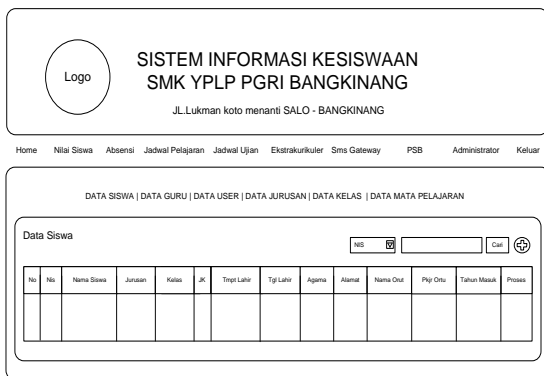 Logo
SISTEM INFORMASI KESISWAAN
SMK YPLP PGRI BANGKINANG
JL.Lukman koto menanti SALO - BANGKINANG
Home Nilai Siswa Absensi Jadwal Pelajaran Jadwal Ujian Ekstrakurikuler Sms Gateway PSB Administrator Keluar
DATA SISWA | DATA GURU | DATA USER | DATA JURUSAN | DATA KELAS | DATA MATA PELAJARAN
Data Siswa
NIS Cari
No Nis Nama Siswa Jurusan Kelas JK Tmpt Lahir Tgl Lahir Agama Alamat Nama Orut Pkjr Ortu Tahun Masuk Proses